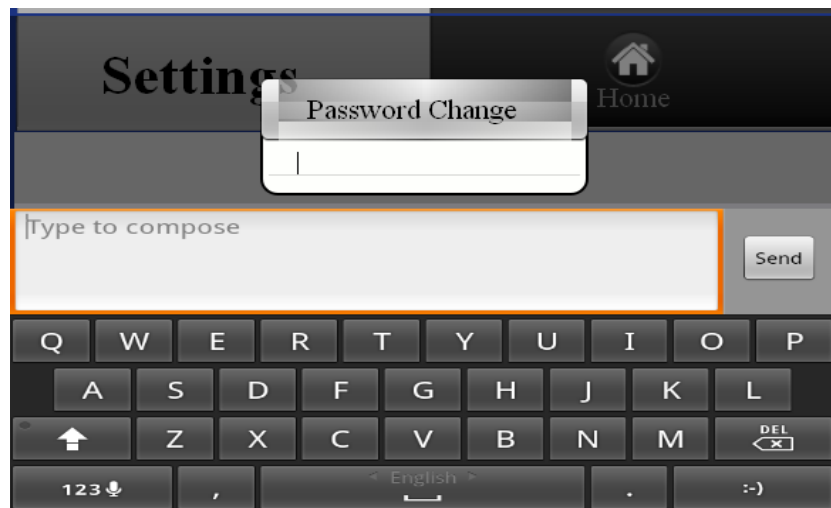 Settings
Home
Password Change
Type to compose
Send
Q W E R T Y U I O P
A S D F G H J K L
Z X C V B N M DEL
123 , English . :-)